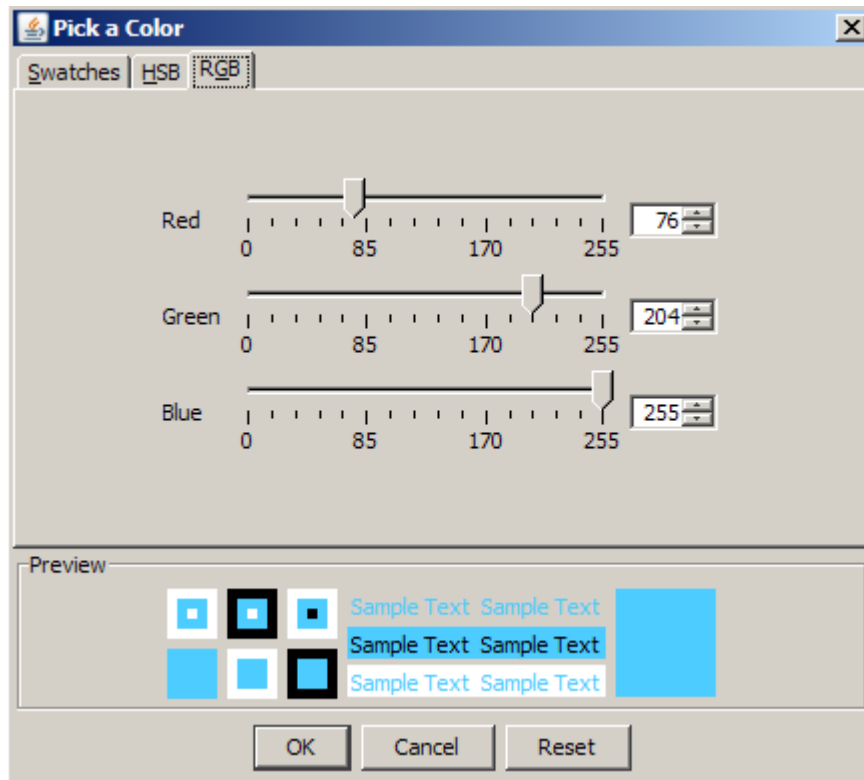 Pick a Color
Swatches HSB RGB
Red 76
0 85 170 255
Green 204
0 85 170 255
Blue 255
0 85 170 255
Preview
Sample Text Sample Text
Sample Text Sample Text
Sample Text Sample Text
OK Cancel Reset